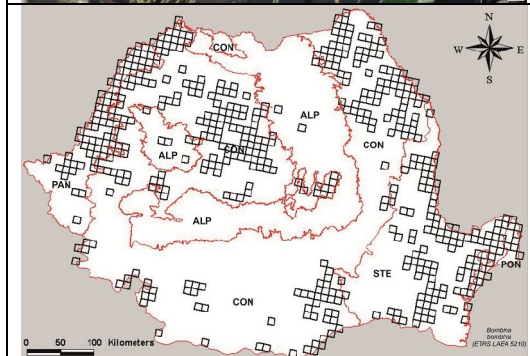 N
W E
S
CON
ALP
CON
ALP
CON
PAN
ALP
STE
PON
CON
Bombina
bombina
(ETRS LAEA 5210)
0 50 100 Kilometers